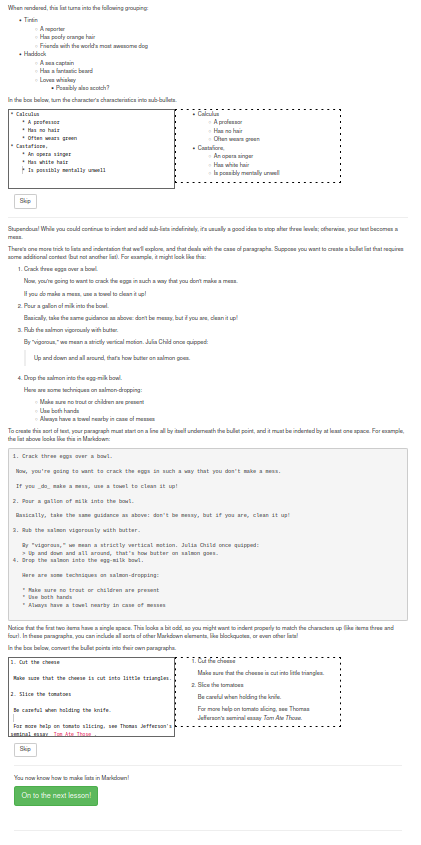 When rendered, this list turns into the following grouping:
• Tintin
○ A reporter
○ Has poofy orange hair
○ Friends with the world's most awesome dog
• Haddock
○ A sea captain
○ Has a fantastic beard
○ Loves whiskey
▪ Possibly also scotch?
In the box below, turn the character's characteristics into sub-bullets.
* Calculus
* A professor
* Has no hair
* Often wears green
* Castafiore,
* An opera singer
* Has white hair
* Is possibly mentally unwell
• Calculus
○ A professor
○ Has no hair
○ Often wears green
• Castafiore,
○ An opera singer
○ Has white hair
○ Is possibly mentally unwell
Skip
Stupendous! While you could continue to indent and add sub-lists indefinitely, it's usually a good idea to stop after three levels; otherwise, your text becomes a
mess.
There's one more trick to lists and indentation that we'll explore, and that deals with the case of paragraphs. Suppose you want to create a bullet list that requires
some additional context (but not another list). For example, it might look like this:
1. Crack three eggs over a bowl.
Now, you're going to want to crack the eggs in such a way that you don't make a mess.
If you do make a mess, use a towel to clean it up!
2. Pour a gallon of milk into the bowl.
Basically, take the same guidance as above: don't be messy, but if you are, clean it up!
3. Rub the salmon vigorously with butter.
By "vigorous," we mean a strictly vertical motion. Julia Child once quipped:
Up and down and all around, that's how butter on salmon goes.
4. Drop the salmon into the egg-milk bowl.
Here are some techniques on salmon-dropping:
○ Make sure no trout or children are present
○ Use both hands
○ Always have a towel nearby in case of messes
To create this sort of text, your paragraph must start on a line all by itself underneath the bullet point, and it must be indented by at least one space. For example,
the list above looks like this in Markdown:
1. Crack three eggs over a bowl.
Now, you're going to want to crack the eggs in such a way that you don't make a mess.
If you _do_ make a mess, use a towel to clean it up!
2. Pour a gallon of milk into the bowl.
Basically, take the same guidance as above: don't be messy, but if you are, clean it up!
3. Rub the salmon vigorously with butter.
By "vigorous," we mean a strictly vertical motion. Julia Child once quipped:
> Up and down and all around, that's how butter on salmon goes.
4. Drop the salmon into the egg-milk bowl.
Here are some techniques on salmon-dropping:
* Make sure no trout or children are present
* Use both hands
* Always have a towel nearby in case of messes
Notice that the first two items have a single space. This looks a bit odd, so you might want to indent properly to match the characters up (like items three and
four). In these paragraphs, you can include all sorts of other Markdown elements, like blockquotes, or even other lists!
In the box below, convert the bullet points into their own paragraphs.
1. Cut the cheese
Make sure that the cheese is cut into little triangles.
2. Slice the tomatoes
Be careful when holding the knife.
For more help on tomato slicing, see Thomas Jefferson's
seminal essay _Tom Ate Those_.
1. Cut the cheese
Make sure that the cheese is cut into little triangles.
2. Slice the tomatoes
Be careful when holding the knife.
For more help on tomato slicing, see Thomas
Jefferson's seminal essay Tom Ate Those.
Skip
You now know how to make lists in Markdown!
On to the next lesson!